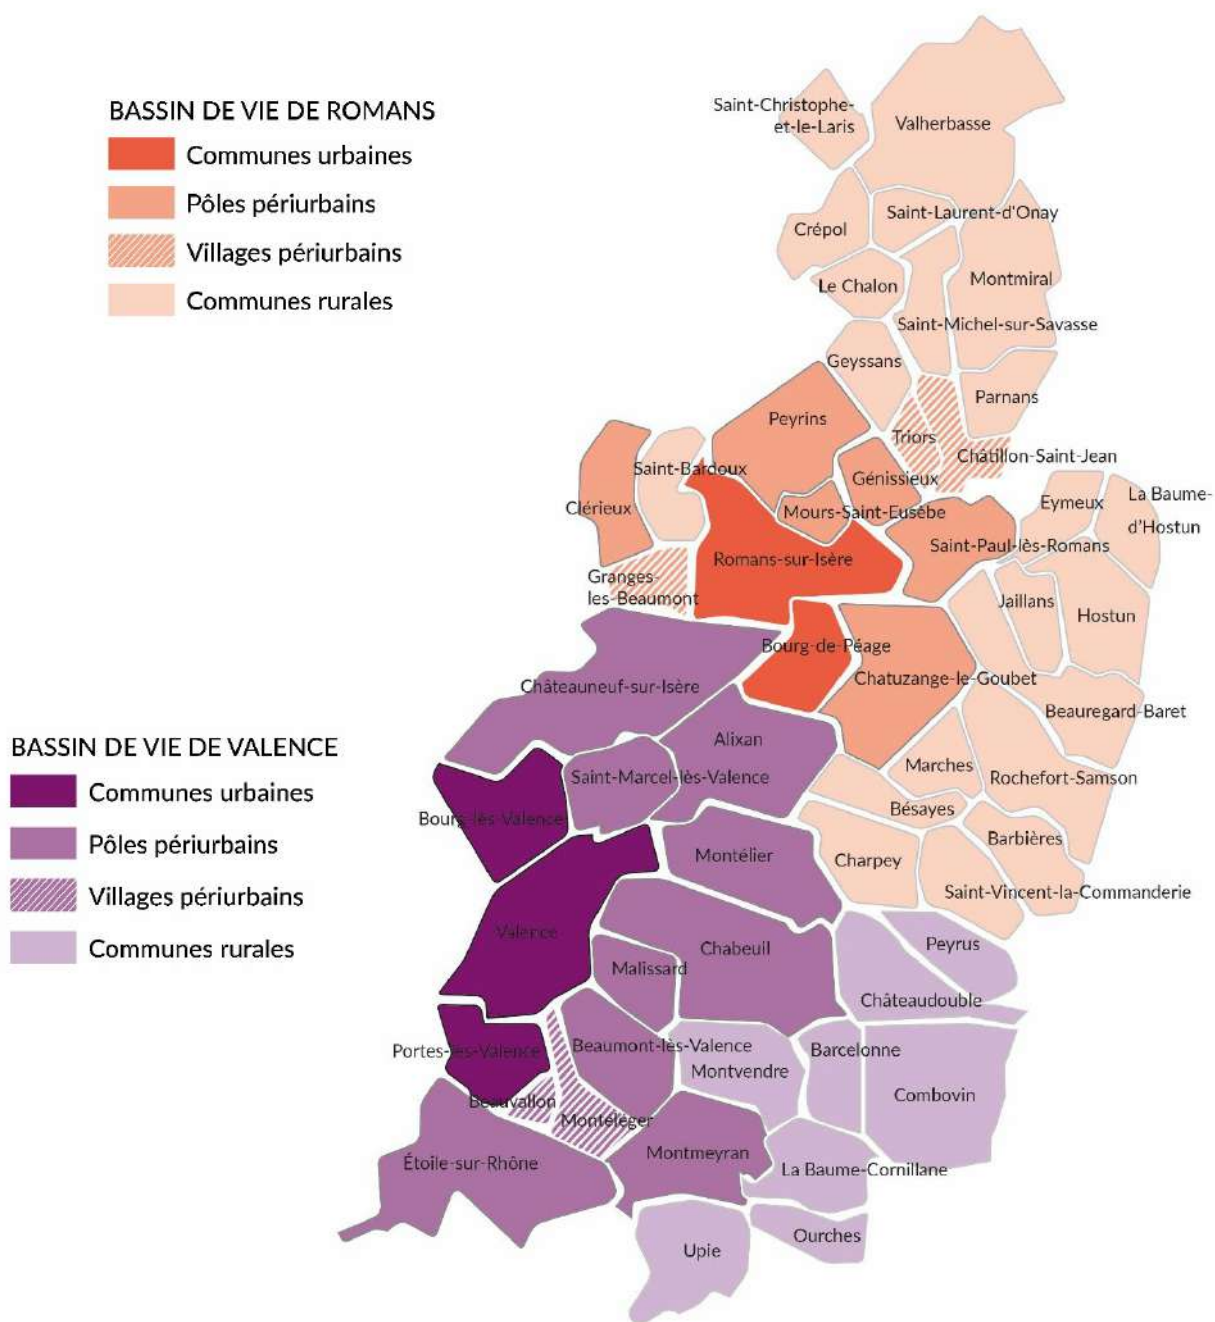 BASSIN DE VIE DE ROMANS
Communes urbaines
Pôles périurbains
Villages périurbains
Communes rurales
Saint-Christophe-
et-le-Laris
Valherbasse
Saint-Laurent-d'Onay
Crépol
Le Chalon
Montmiral
Saint-Michel-sur-Savasse
Geyssans
Parnans
Peyrins
Triors
Châtillon-Saint-Jean
Saint-Bardoux
Génissieux
Clérieux
Mours-Saint-Eusèbe
Eymeux
La Baume-
d'Hostun
Saint-Paul-lès-Romans
Romans-sur-Isère
Granges-
les-Beaumont
Jaillans
Hostun
Bourg-de-Péage
Chatuzange-le-Goubet
Châteauneuf-sur-Isère
Beauregard-Baret
BASSIN DE VIE DE VALENCE
Communes urbaines
Pôles périurbains
Villages périurbains
Communes rurales
Alixan
Saint-Marcel-lès-Valence
Marches
Rochefort-Samson
Bourg-lès-Valence
Bésayes
Barbières
Montélier
Charpey
Saint-Vincent-la-Commanderie
Valence
Chabeuil
Peyrus
Malissard
Châteaudouble
Portes-lès-Valence
Beaumont-lès-Valence
Barcelonne
Montvendre
Combovin
Beauvallon
Montéléger
Étoile-sur-Rhône
Montmeyran
La Baume-Cornillane
Ourches
Upie